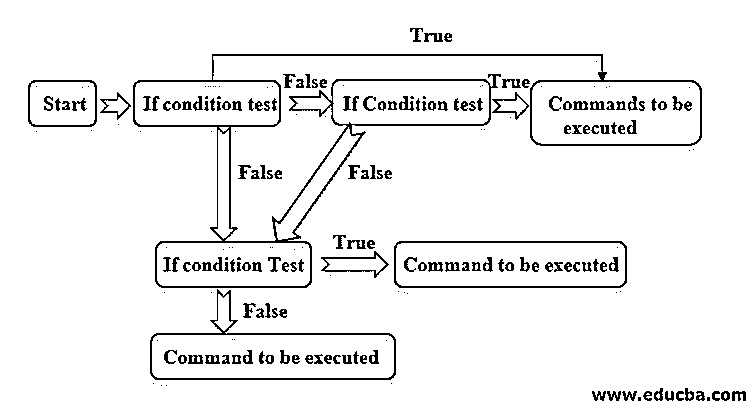 True
Start
If condition test
False
If Condition test
True
Commands to be
executed
False
False
If condition Test
True
Command to be executed
False
Command to be executed
www.educba.com